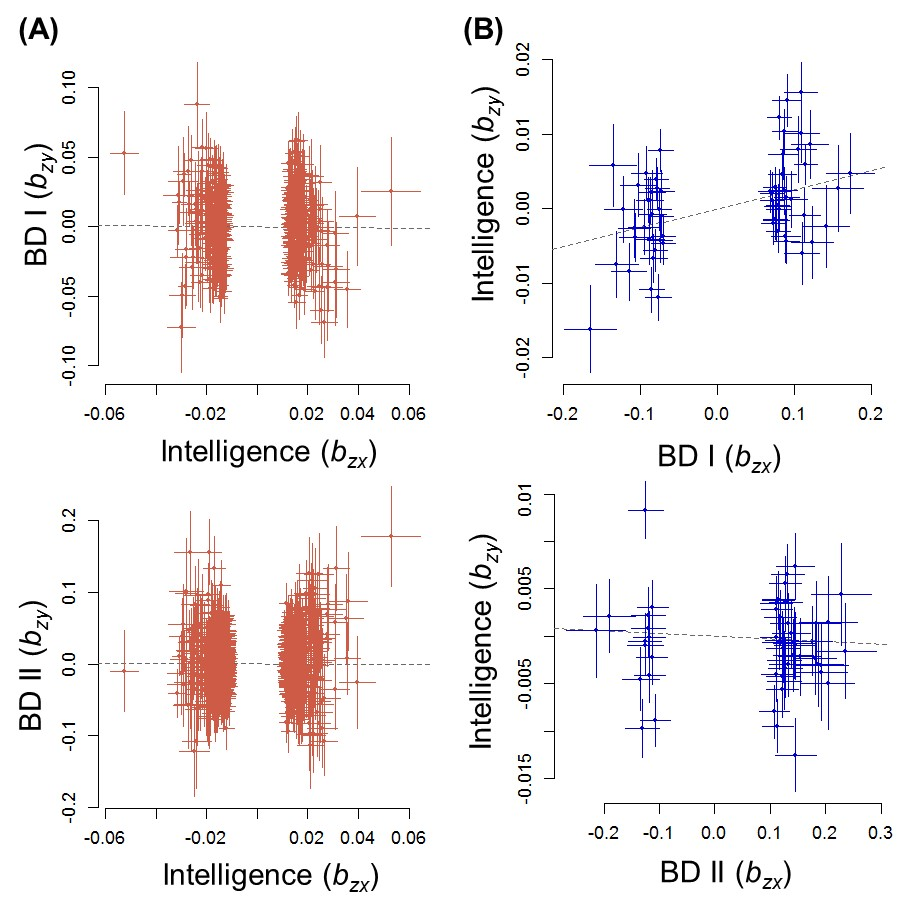 (A)
BD I (bzy)
0.10
0.05
0.00
-0.05
-0.10
-0.06 -0.02 0.02 0.04 0.06
Intelligence (bzx)
(B)
Intelligence (bzy)
0.02
0.01
0.00
-0.01
-0.02
-0.2 -0.1 0.0 0.1 0.2
BD I (bzx)
BD II (bzy)
0.2
0.1
0.0
-0.1
-0.2
-0.06 -0.02 0.02 0.04 0.06
Intelligence (bzx)
Intelligence (bzy)
0.01
0.005
-0.005
-0.015
-0.2 -0.1 0.0 0.1 0.2 0.3
BD II (bzx)